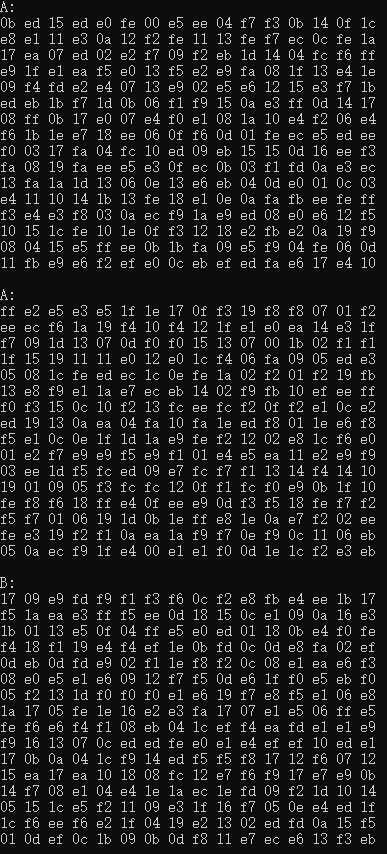 A:
0b ed 15 ed e0 fe 00 e5 ee 04 f7 f3 0b 14 0f 1c
e8 e1 11 e3 0a 12 f2 fe 11 13 fe f7 ec 0c fe 1a
17 ea 07 ed 02 e2 f7 09 f2 eb 1d 14 04 fc f6 ff
e9 1f e1 ea f5 e0 13 f5 e2 e9 fa 08 1f 13 e4 1e
09 f4 fd e2 e4 07 13 e9 02 e5 e6 12 15 e3 f7 1b
ed eb 1b f7 1d 0b 06 f1 f9 15 0a e3 ff 0d 14 17
08 ff 0b 17 e0 07 e4 f0 e1 08 1a 10 e4 f2 06 e4
f6 1b 1e e7 18 ee 06 0f f6 0d 01 fe ec e5 ed ee
f0 03 17 fa 04 fc 10 ed 09 eb 15 15 0d 16 ee f3
fa 08 19 fa ee e5 e3 0f ec 0b 03 f1 fd 0a e3 ec
13 fa 1a 1d 13 06 0e 13 e6 eb 04 0d e0 01 0c 03
e4 11 10 14 1b 13 fe 18 e1 0e 0a fa fb ee fe ff
f3 e4 e3 f8 03 0a ec f9 1a e9 ed 08 e0 e6 12 f5
10 15 1c fe 10 1e 0f f3 12 18 e2 fb e2 0a 19 f9
08 04 15 e5 ff ee 0b 1b fa 09 e5 f9 04 fe 06 0d
11 fb e9 e6 f2 ef e0 0c eb ef ed fa e6 17 e4 10
A:
ff e2 e5 e3 e5 1f 1e 17 0f f3 19 f8 f8 07 01 f2
ee ec f6 1a 19 f4 10 f4 12 1f e1 e0 ea 14 e3 1f
f7 09 1d 13 07 0d f0 f0 15 13 07 00 1b 02 f1 f1
1f 15 19 11 11 e0 12 e0 1c f4 06 fa 09 05 ed e3
05 08 1c fe ed ec 1c 0e fe 1a 02 f2 01 f2 19 fb
13 e8 f9 e1 1a e7 ec eb 14 02 f9 fb 10 ef ee ff
f0 f3 15 0c 10 f2 13 fc ee fc f2 0f f2 e1 0c e2
ed 19 13 0a ea 04 fa 10 fa 1e ed f8 01 1e e6 f8
f5 e1 0c 0e 1f 1d 1a e9 fe f2 12 02 e8 1c f6 e0
01 e2 f7 e9 e9 f5 e9 f1 01 e4 e5 ea 11 e2 e9 f9
03 ee 1d f5 fc ed 09 e7 fc f7 f1 13 14 f4 14 10
19 01 09 05 f3 fc fc 12 0f f1 fc f0 e9 0b 1f 10
fe f8 f6 18 ff e4 0f ee e9 0d f3 f5 18 fe f7 f2
f5 f7 01 06 19 1d 0b 1e ff e8 1e 0a e7 f2 02 ee
fe e3 19 f2 f1 0a ea 1a f9 f7 0e f9 0c 11 06 eb
05 0a ec f9 1f e4 00 e1 e1 f0 0d 1e 1c f2 e3 eb
B:
17 09 e9 fd f9 f1 f3 f6 0c f2 e8 fb e4 ee 1b 17
f5 1a ea e3 ff f5 ee 0d 18 15 0c e1 09 0a 16 e3
1b 01 13 e5 0f 04 ff e5 e0 ed 01 18 0b e4 f0 fe
f4 18 f1 19 e4 f4 ef 1e 0b fd 0c 0d e8 fa 02 ef
0d eb 0d fd e9 02 f1 1e f8 f2 0c 08 e1 ea e6 f3
08 e0 e5 e1 e6 09 12 f7 f5 0d e6 1f f0 e5 eb f0
05 f2 13 1d f0 f0 f0 e1 e6 19 f7 e8 f5 e1 06 e8
1a 17 05 fe 1e 16 e2 e3 fa 17 07 e1 e5 06 ff e5
fe f6 e6 f4 f1 08 eb 04 1c ef f4 ea fd e1 e1 e9
f9 16 13 07 0c ed ed fe e0 e1 e4 ef ef 10 ed e1
17 0b 0a 04 1c f9 14 ed f5 f5 f8 17 12 f6 07 12
15 ea 17 ea 10 18 08 fc 12 e7 f6 f9 17 e7 e9 0b
14 f7 08 e1 04 e4 1e 1a ec 1e fd 09 f2 1d 10 14
05 15 1c e5 f2 11 09 e3 1f 16 f7 05 0e e4 ed 1f
1c f6 ee f6 e2 1f 04 19 e2 13 02 ed fd 0a 15 f5
01 0d ef 0c 1b 09 0b 0d f8 11 e7 ec e6 13 f3 eb